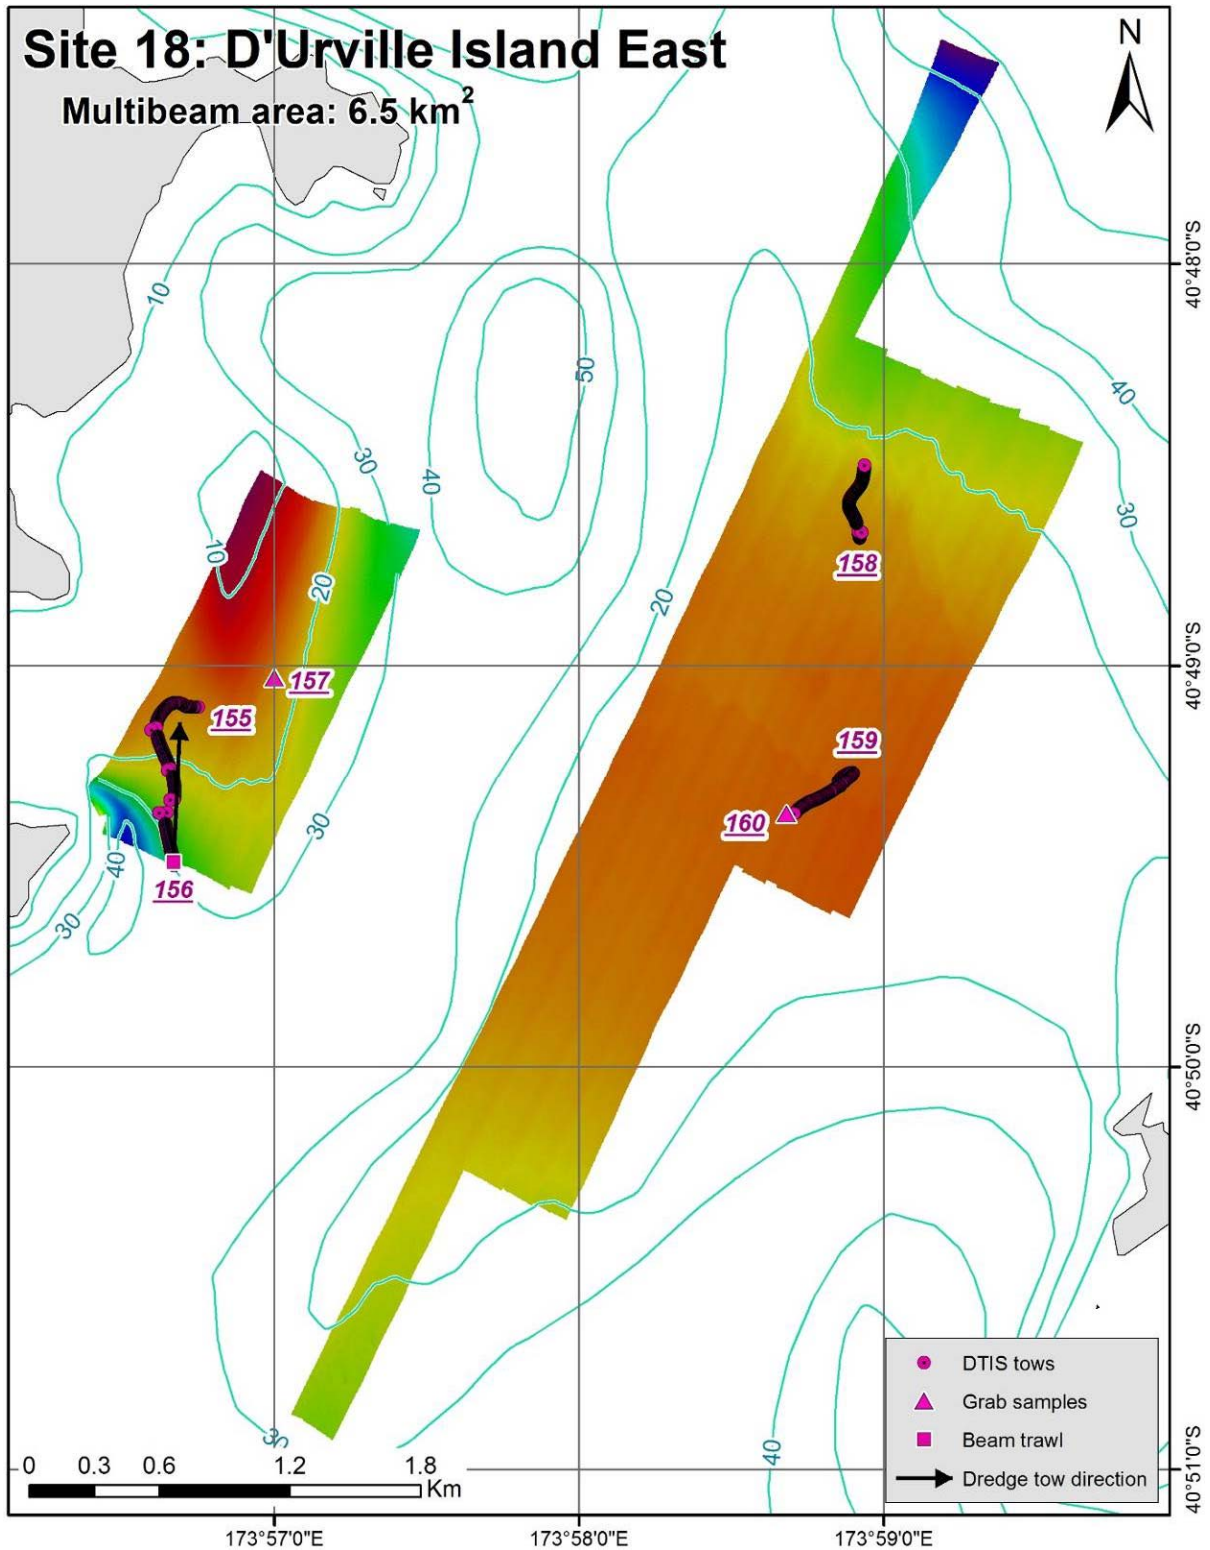 Site 18: D'Urville Island East
Multibeam area: 6.5 km2
N
40°48'0"S
10
50
40
30
40
30
10
20
20
158
40°49'0"S
157
155
159
160
30
40
156
30
40°50'0"S
30
40
DTIS tows
Grab samples
Beam trawl
Dredge tow direction
0 0.3 0.6 1.2 1.8
Km
40°51'0"S
173°57'0"E 173°58'0"E 173°59'0"E